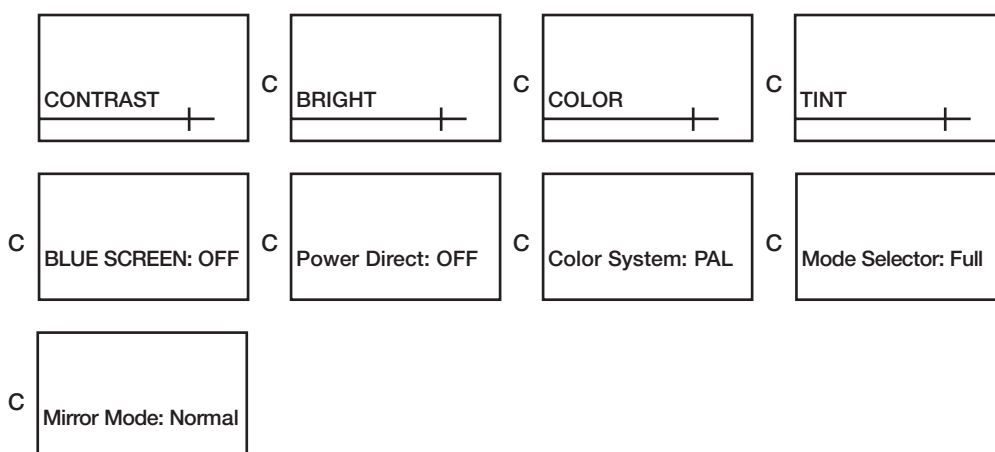 CONTRAST C BRIGHT C COLOR C TINT
C BLUE SCREEN: OFF C Power Direct: OFF C Color System: PAL C Mode Selector: Full
C Mirror Mode: Normal